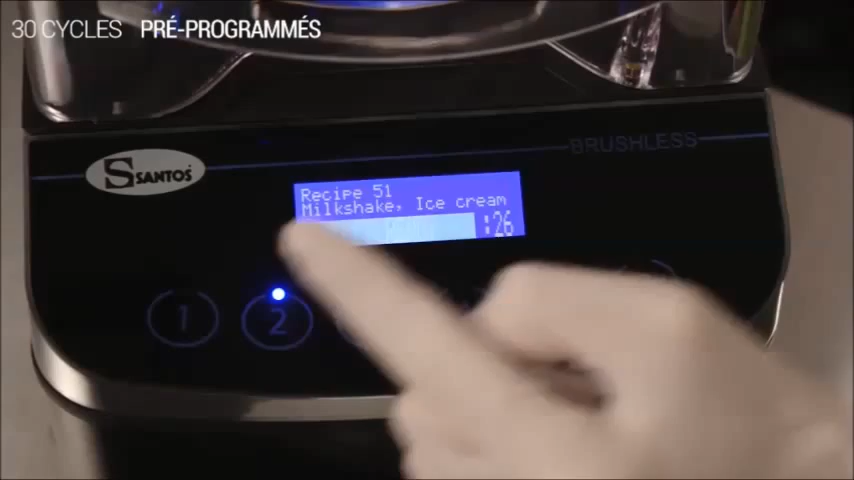 30 CYCLES PRÉ-PROGRAMMÉS
BRUSHLESS
SANTOS
Recipe 51
Milkshake, Ice cream
:26
1
2